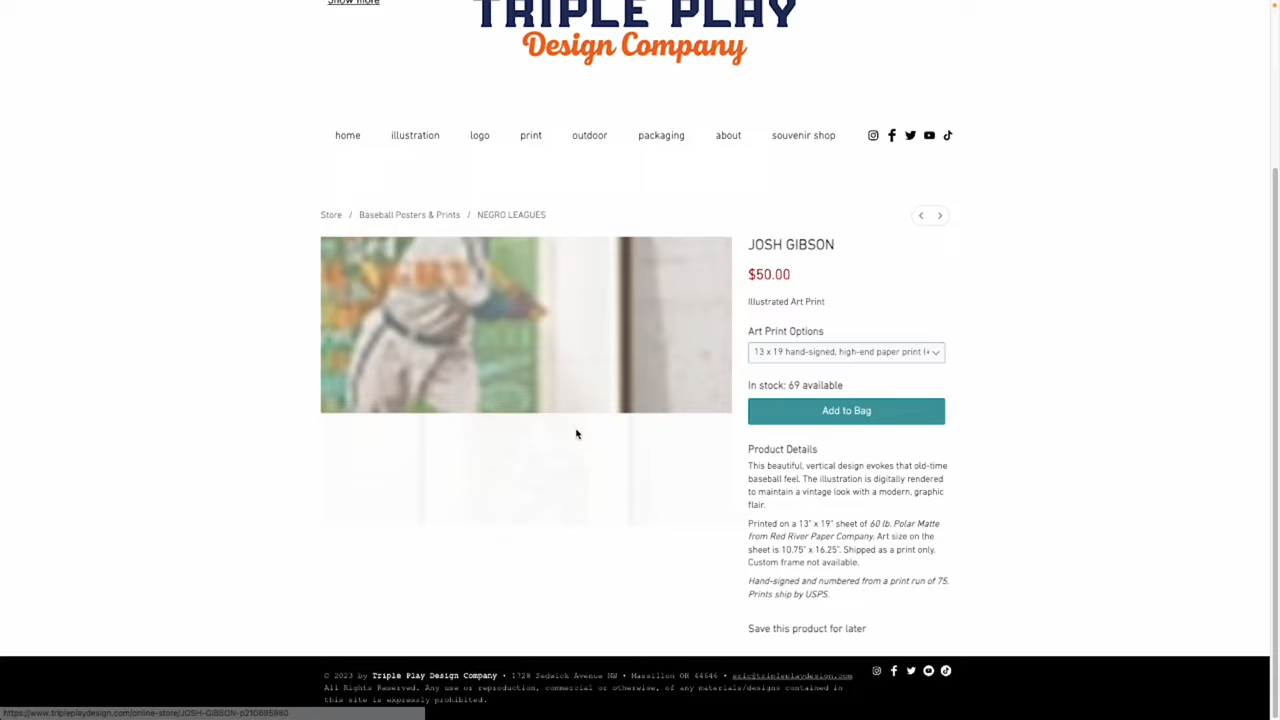 Show more
TRIPLE PLAY
Design Company
home illustration logo print outdoor packaging about souvenir shop
Store / Baseball Posters & Prints / NEGRO LEAGUES
JOSH GIBSON
$50.00
Illustrated Art Print
Art Print Options
13 x 19 hand-signed, high-end paper print (+
In stock: 69 available
Add to Bag
Product Details
This beautiful, vertical design evokes that old-time
baseball feel. The illustration is digitally rendered
to maintain a vintage look with a modern, graphic
flair.
Printed on a 13" x 19" sheet of 60 lb. Polar Matte
from Red River Paper Company. Art size on the
sheet is 10.75" x 16.25". Shipped as a print only.
Custom frame not available.
Hand-signed and numbered from a print run of 75.
Prints ship by USPS.
Save this product for later
© 2023 by Triple Play Design Company • 1728 Sedwick Avenue NW • Massillon OH 44646 • eric@tripleplaydesign.com
All Rights Reserved. Any use or reproduction, commercial or otherwise, of any materials/designs contained in
this site is expressly prohibited.
https://www.tripleplaydesign.com/online-store/JOSH-GIBSON-p210695980